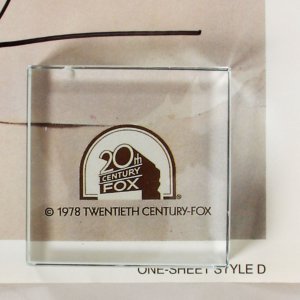 20th
CENTURY
FOX
®
© 1978 TWENTIETH CENTURY-FOX
ONE-SHEET STYLE D